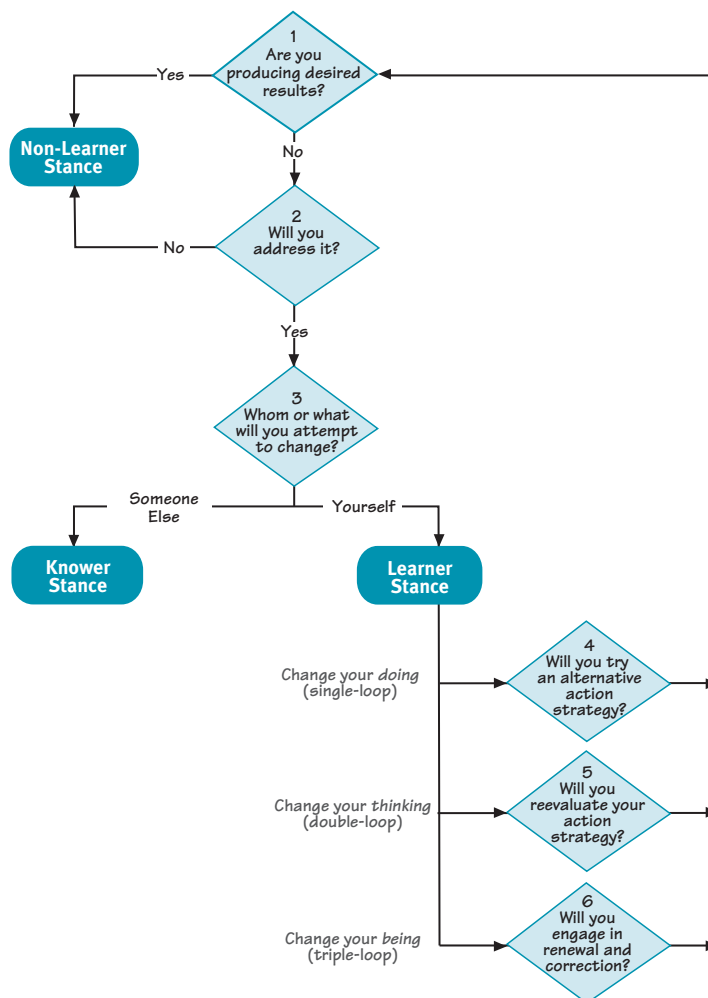 1
Are you
producing desired
results?
Yes
Non-Learner
Stance
No
2
Will you
address it?
No
Yes
3
Whom or what
will you attempt
to change?
Someone
Else
Yourself
Knower
Stance
Learner
Stance
Change your doing
(single-loop)
4
Will you try
an alternative
action
strategy?
Change your thinking
(double-loop)
5
Will you
reevaluate your
action
strategy?
Change your being
(triple-loop)
6
Will you
engage in
renewal and
correction?